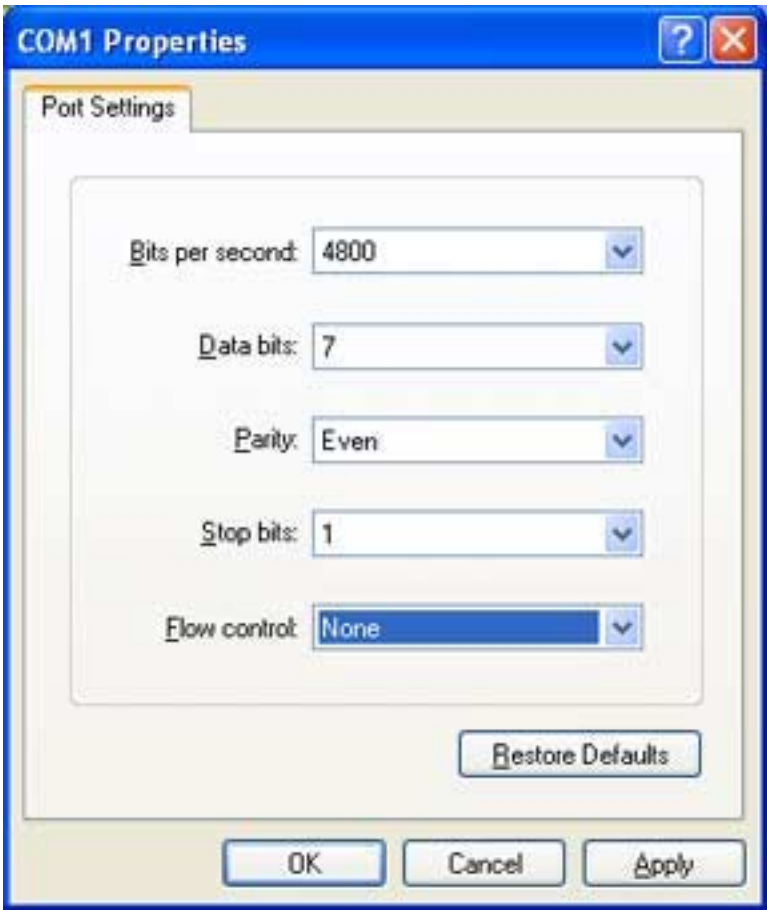 COM1 Properties
Port Settings
Bits per second: 4800
Data bits: 7
Parity: Even
Stop bits: 1
Flow control: None
Restore Defaults
OK Cancel Apply